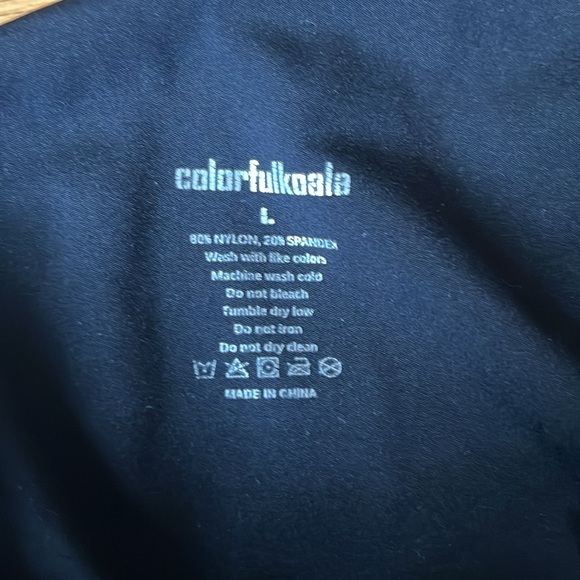 colorfulkoala
L
80% NYLON, 20% SPANDEX
Wash with like colors
Machine wash cold
Do not bleach
Tumble dry low
Do not iron
Do not dry clean
MADE IN CHINA